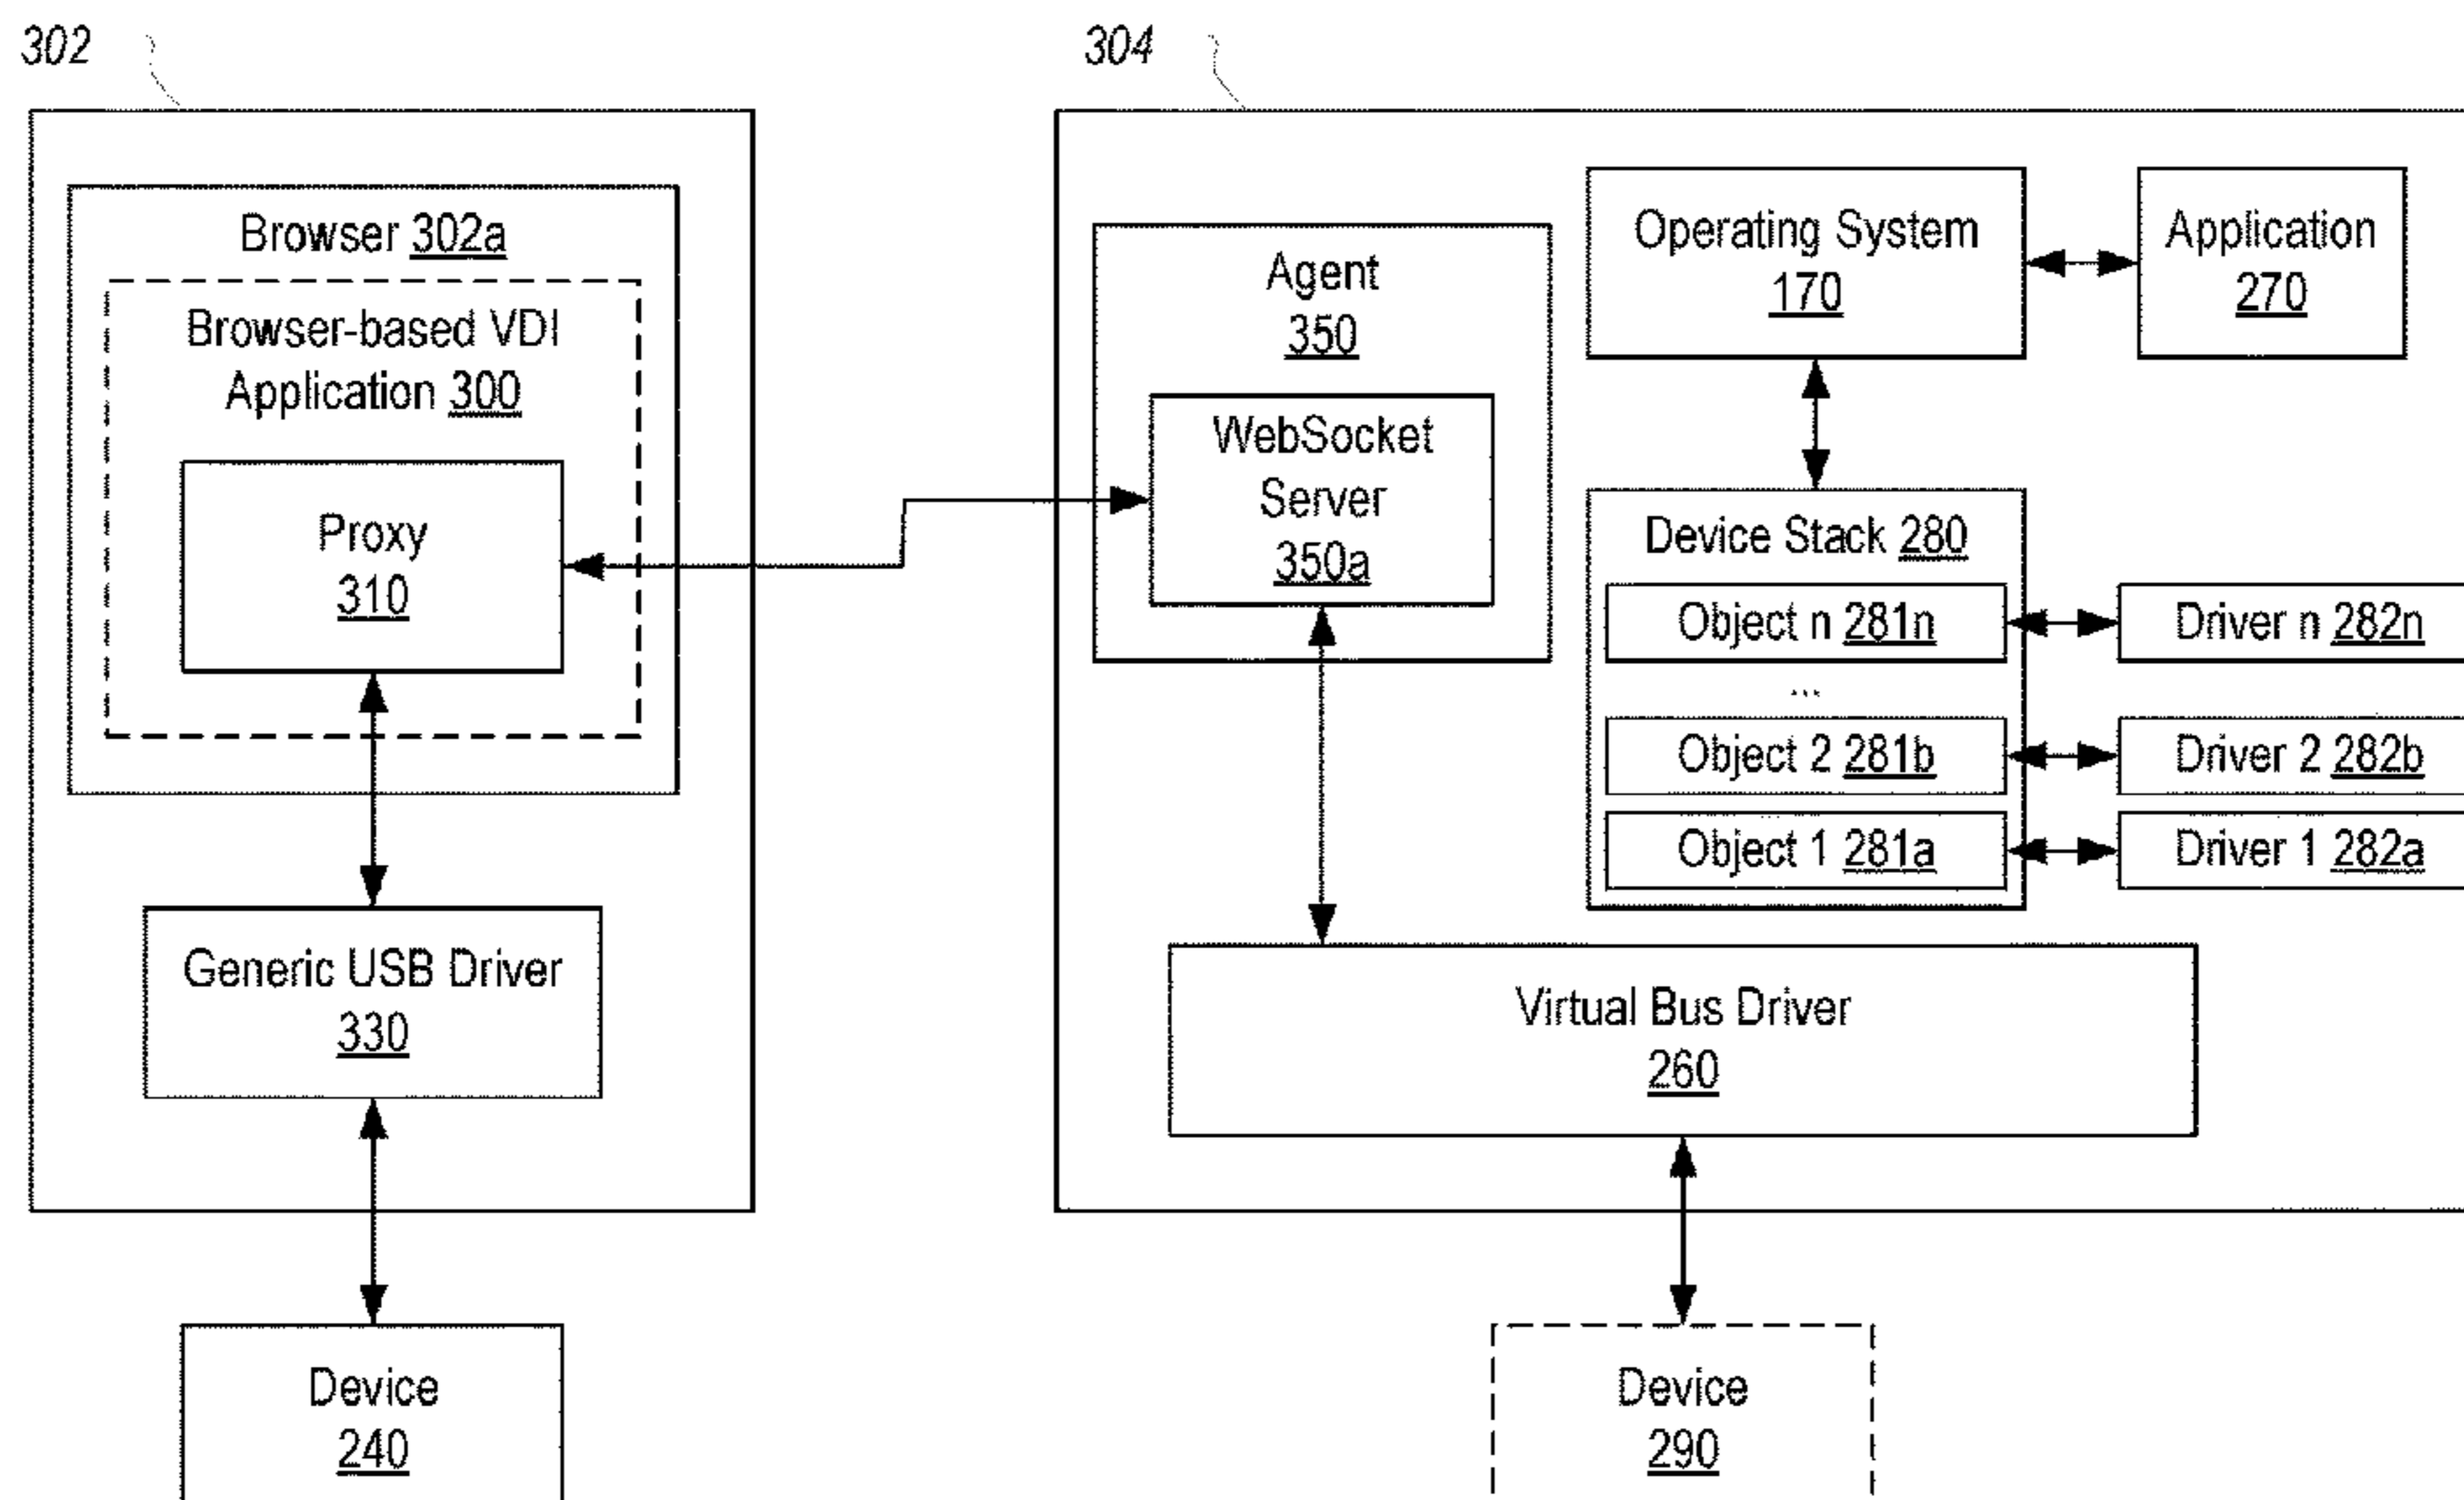 302
304
Browser 302a
Browser-based VDI
Application 300
Proxy
310
Generic USB Driver
330
Device
240
Agent
350
WebSocket
Server
350a
Operating System
170
Application
270
Device Stack 280
Object n 281n
Driver n 282n
...
Object 2 281b
Driver 2 282b
Object 1 281a
Driver 1 282a
Virtual Bus Driver
260
Device
290